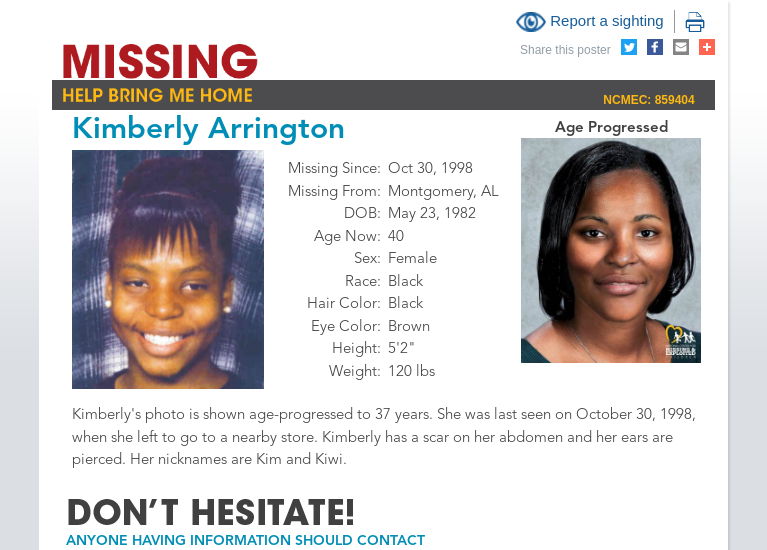 Report a sighting
Share this poster
MISSING
HELP BRING ME HOME
NCMEC: 859404
Kimberly Arrington
Age Progressed
Missing Since: Oct 30, 1998
Missing From: Montgomery, AL
DOB: May 23, 1982
Age Now: 40
Sex: Female
Race: Black
Hair Color: Black
Eye Color: Brown
Height: 5'2"
Weight: 120 lbs
Kimberly's photo is shown age-progressed to 37 years. She was last seen on October 30, 1998,
when she left to go to a nearby store. Kimberly has a scar on her abdomen and her ears are
pierced. Her nicknames are Kim and Kiwi.
DON'T HESITATE!
ANYONE HAVING INFORMATION SHOULD CONTACT